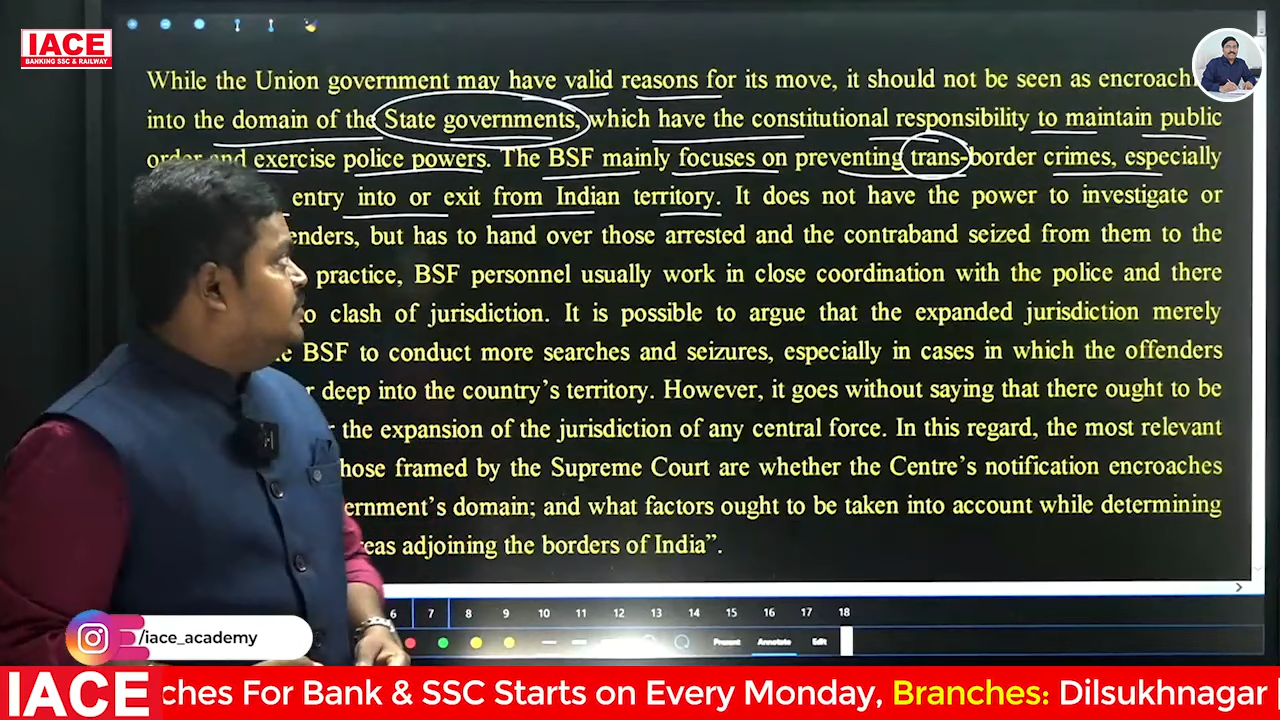 IACE
BANKING SSC & RAILWAY
While the Union government may have valid reasons for its move, it should not be seen as
into the domain of the State governments, which have the constitutional responsibility to maintain public
order and exercise police powers. The BSF mainly focuses on preventing trans-border crimes, especially
entry into or exit from Indian territory. It does not have the power to investigate or
but has to hand over those arrested and the contraband seized from them to the
practice, BSF personnel usually work in close coordination with the police and there
clash of jurisdiction. It is possible to argue that the expanded jurisdiction merely
BSF to conduct more searches and seizures, especially in cases in which the offenders
deep into the country's territory. However, it goes without saying that there ought to be
the expansion of the jurisdiction of any central force. In this regard, the most relevant
framed by the Supreme Court are whether the Centre's notification encroaches
domain; and what factors ought to be taken into account while determining
adjoining the borders of India”.
6 7 8 9 10 11 12 13 14 15 16 17 18
Present Annotate Edit
/iace_academy
IACE ches For Bank & SSC Starts on Every Monday, Branches: Dilsukhnagar